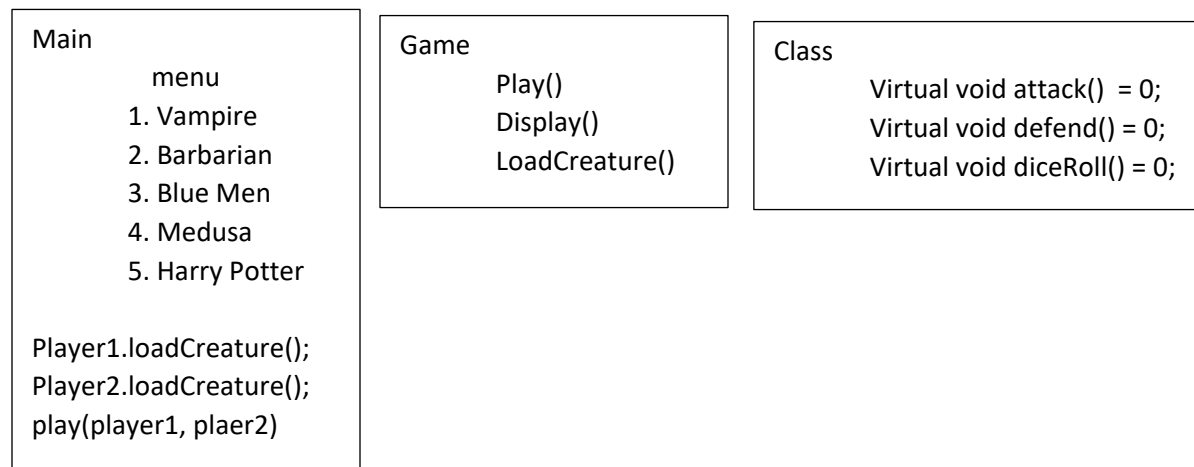 Main
menu
1. Vampire
2. Barbarian
3. Blue Men
4. Medusa
5. Harry Potter
Player1.loadCreature();
Player2.loadCreature();
play(player1, plaer2)
Game
Play()
Display()
LoadCreature()
Class
Virtual void attack()  = 0;
Virtual void defend() = 0;
Virtual void diceRoll() = 0;